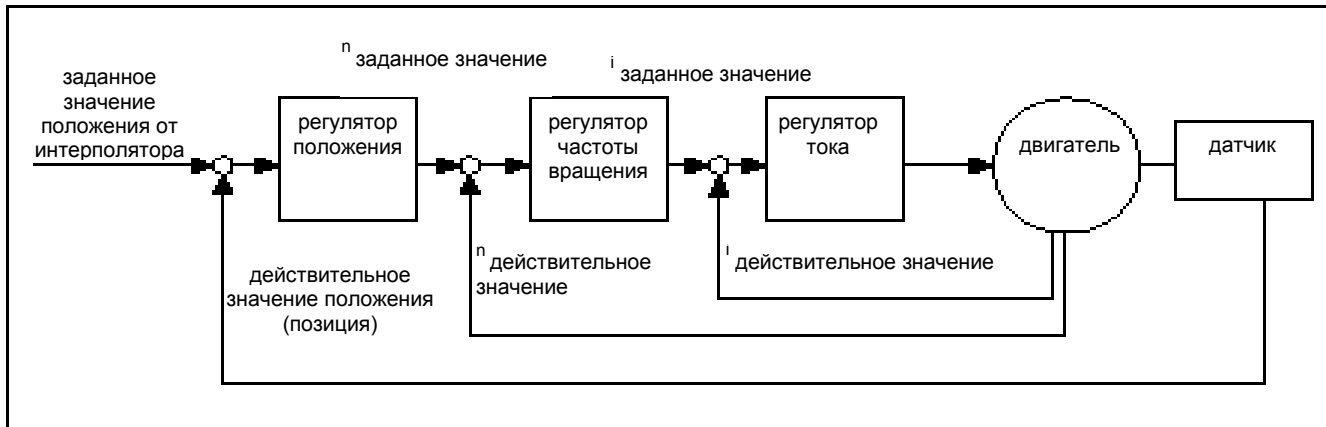 n заданное значение
i заданное значение
заданное
значение
положения от
интерполятора
регулятор
положения
регулятор
частоты
вращения
регулятор
тока
двигатель
датчик
действительное
значение положения
(позиция)
n действительное
значение
i действительное значение